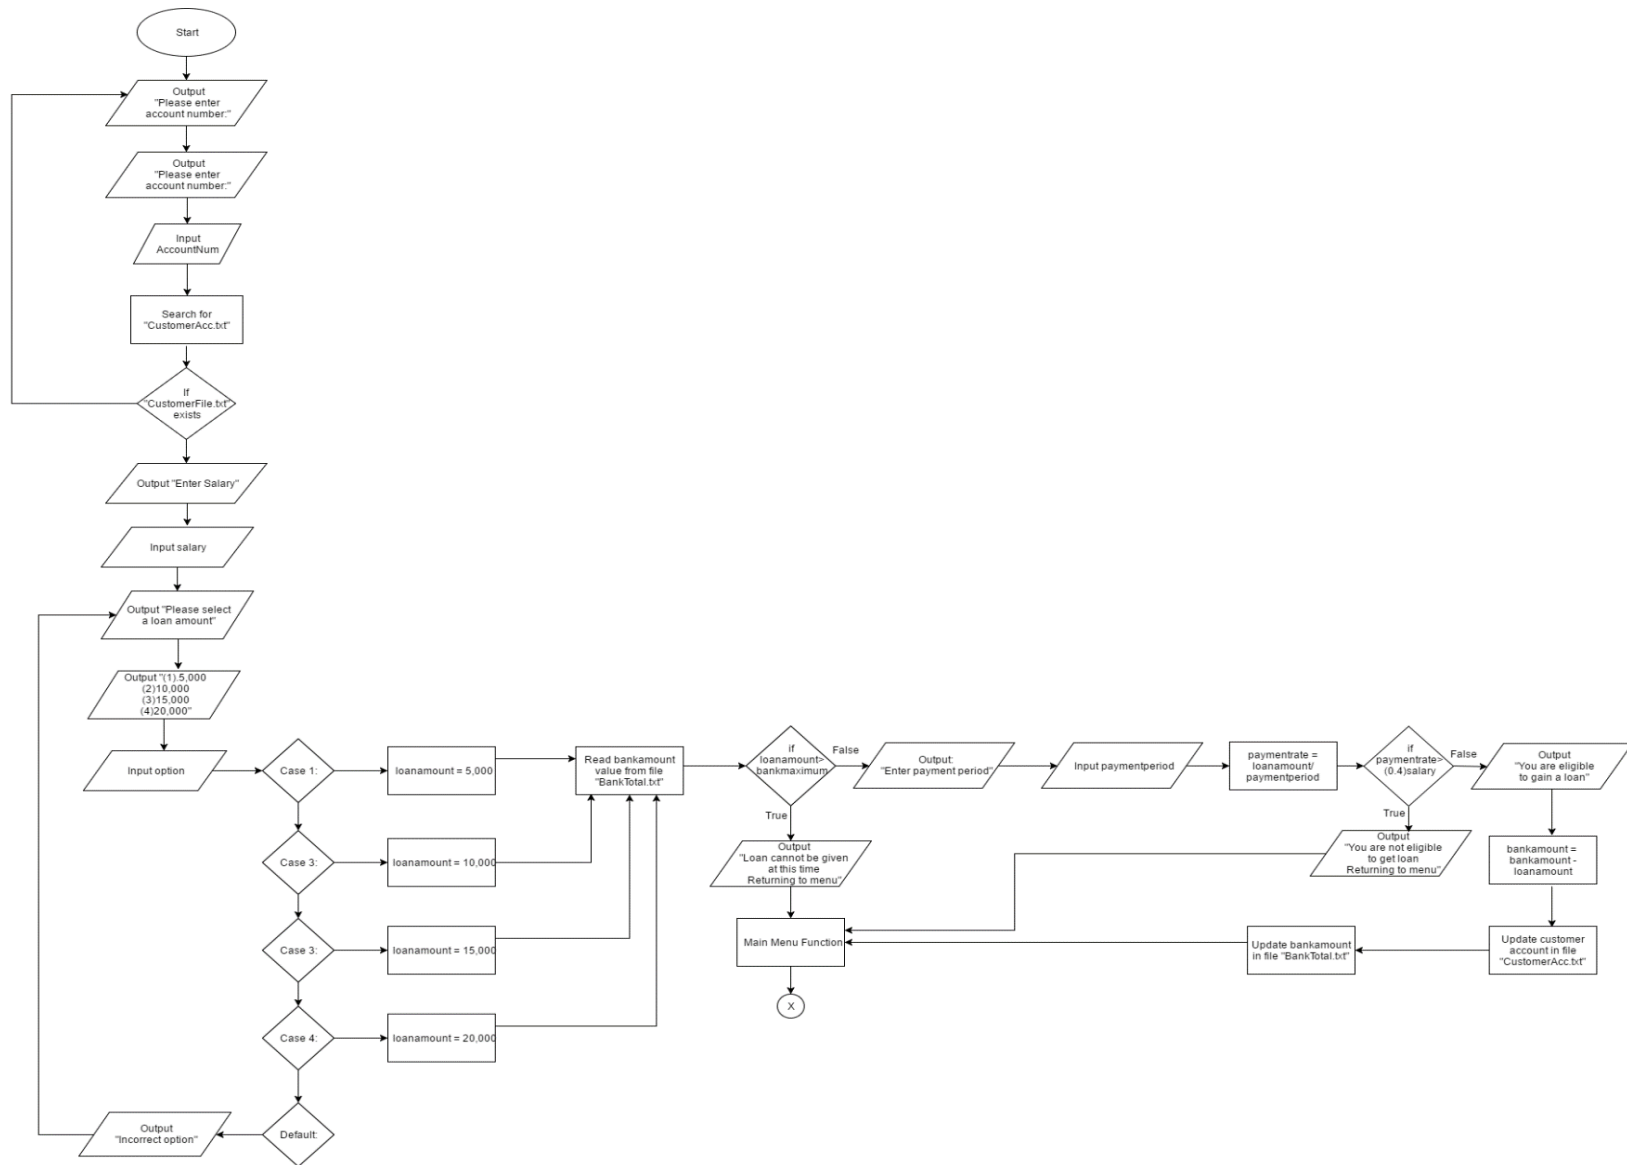 Start
Output
"Please enter
account number:"
Output
"Please enter
account number:"
Input
AccountNum
Search for
"CustomerAcc.txt"
If
"CustomerFile.txt"
exists
Output "Enter Salary"
Input salary
Output "Please select
a loan amount"
Output "(1).5,000
(2)10,000
(3)15,000
(4)20,000"
Input option
Case 1:
loanamount = 5,000
Case 3:
loanamount = 10,000
Case 3:
loanamount = 15,000
Case 4:
loanamount = 20,000
Default:
Output
"Incorrect option"
Read bankamount
value from file
"BankTotal.txt"
if
loanamount>
bankmaximum
False
True
Output
"Loan cannot be given
at this time
Returning to menu"
Main Menu Function
X
Output:
"Enter payment period"
Input paymentperiod
paymentrate =
loanamount/
paymentperiod
if
paymentrate>
(0.4)salary
False
True
Output
"You are not eligible
to get loan
Returning to menu"
Output
"You are eligible
to gain a loan"
bankamount =
bankamount -
loanamount
Update customer
account in file
"CustomerAcc.txt"
Update bankamount
in file "BankTotal.txt"